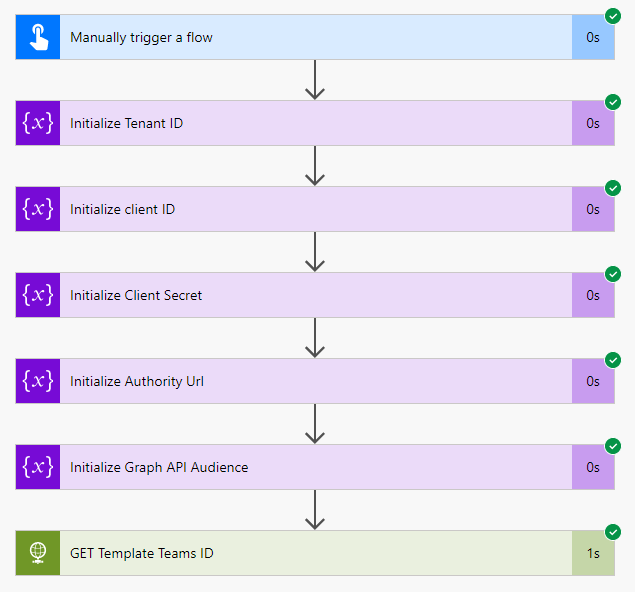 Manually trigger a flow 0s
{x} Initialize Tenant ID 0s
{x} Initialize client ID 0s
{x} Initialize Client Secret 0s
{x} Initialize Authority Url 0s
{x} Initialize Graph API Audience 0s
GET Template Teams ID 1s